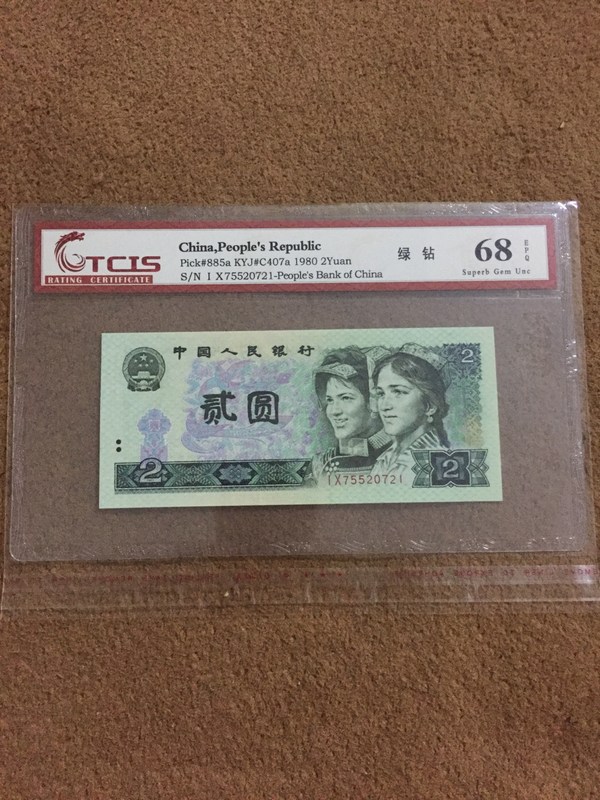 TCIS
RATING CERTIFICATE
China,People's Republic
Pick#885a KYJ#C407a 1980 2Yuan
S/N I X75520721-People's Bank of China
绿 钻
68 EPQ
Superb Gem Unc
中国人民银行
2
贰圆
2
2
IX75520721